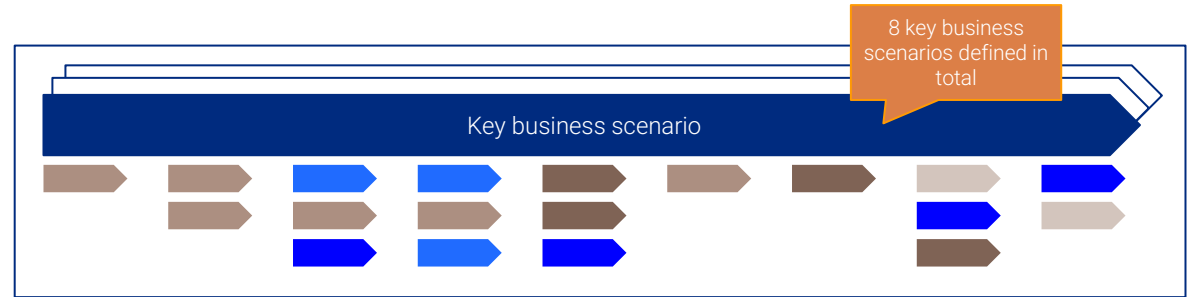 8 key business
scenarios defined in
total
Key business scenario